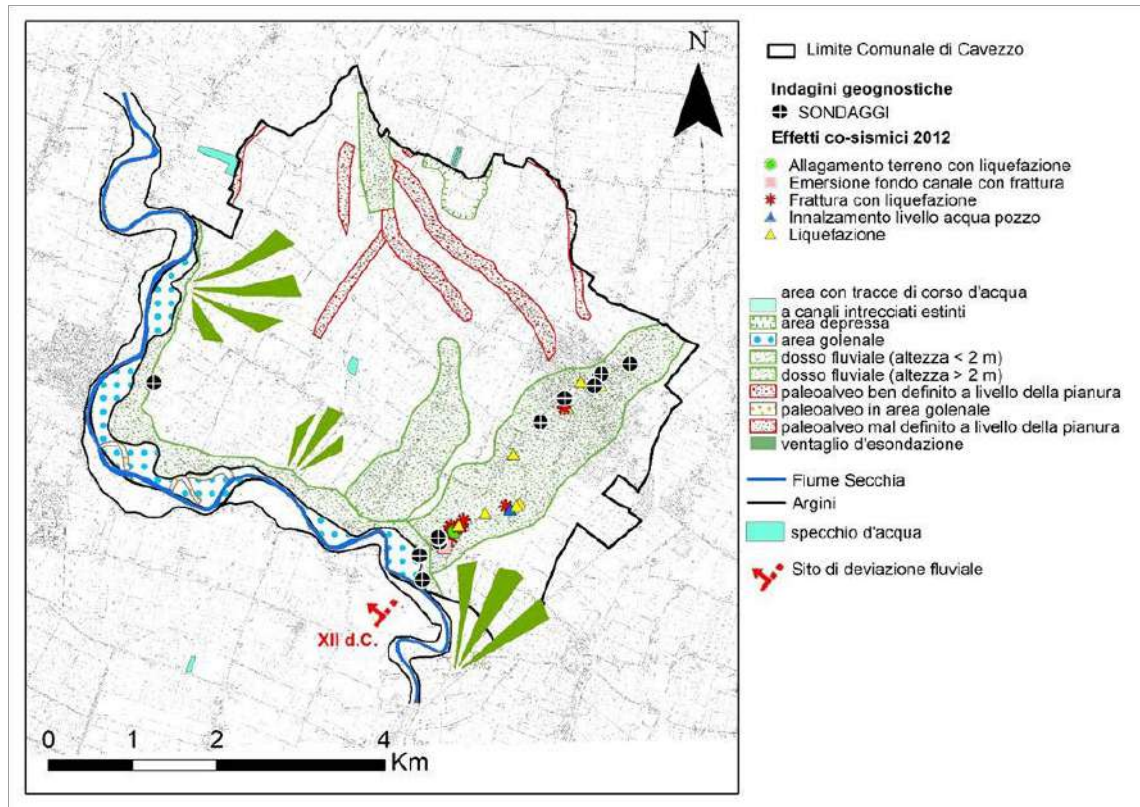 N
Limite Comunale di Cavezzo
Indagini geognostiche
SONDAGGI
Effetti co-sismici 2012
Allagamento terreno con liquefazione
Emersione fondo canale con frattura
Frattura con liquefazione
Innalzamento livello acqua pozzo
Liquefazione
area con tracce di corso d'acqua
a canali intrecciati estinti
area depressa
area golenale
dosso fluviale (altezza < 2 m)
dosso fluviale (altezza > 2 m)
paleoalveo ben definito a livello della pianura
paleoalveo in area golenale
paleoalveo mal definito a livello della pianura
ventaglio d'esondazione
Fiume Secchia
Argini
specchio d'acqua
Sito di deviazione fluviale
XII d.C.
0 1 2 4
Km